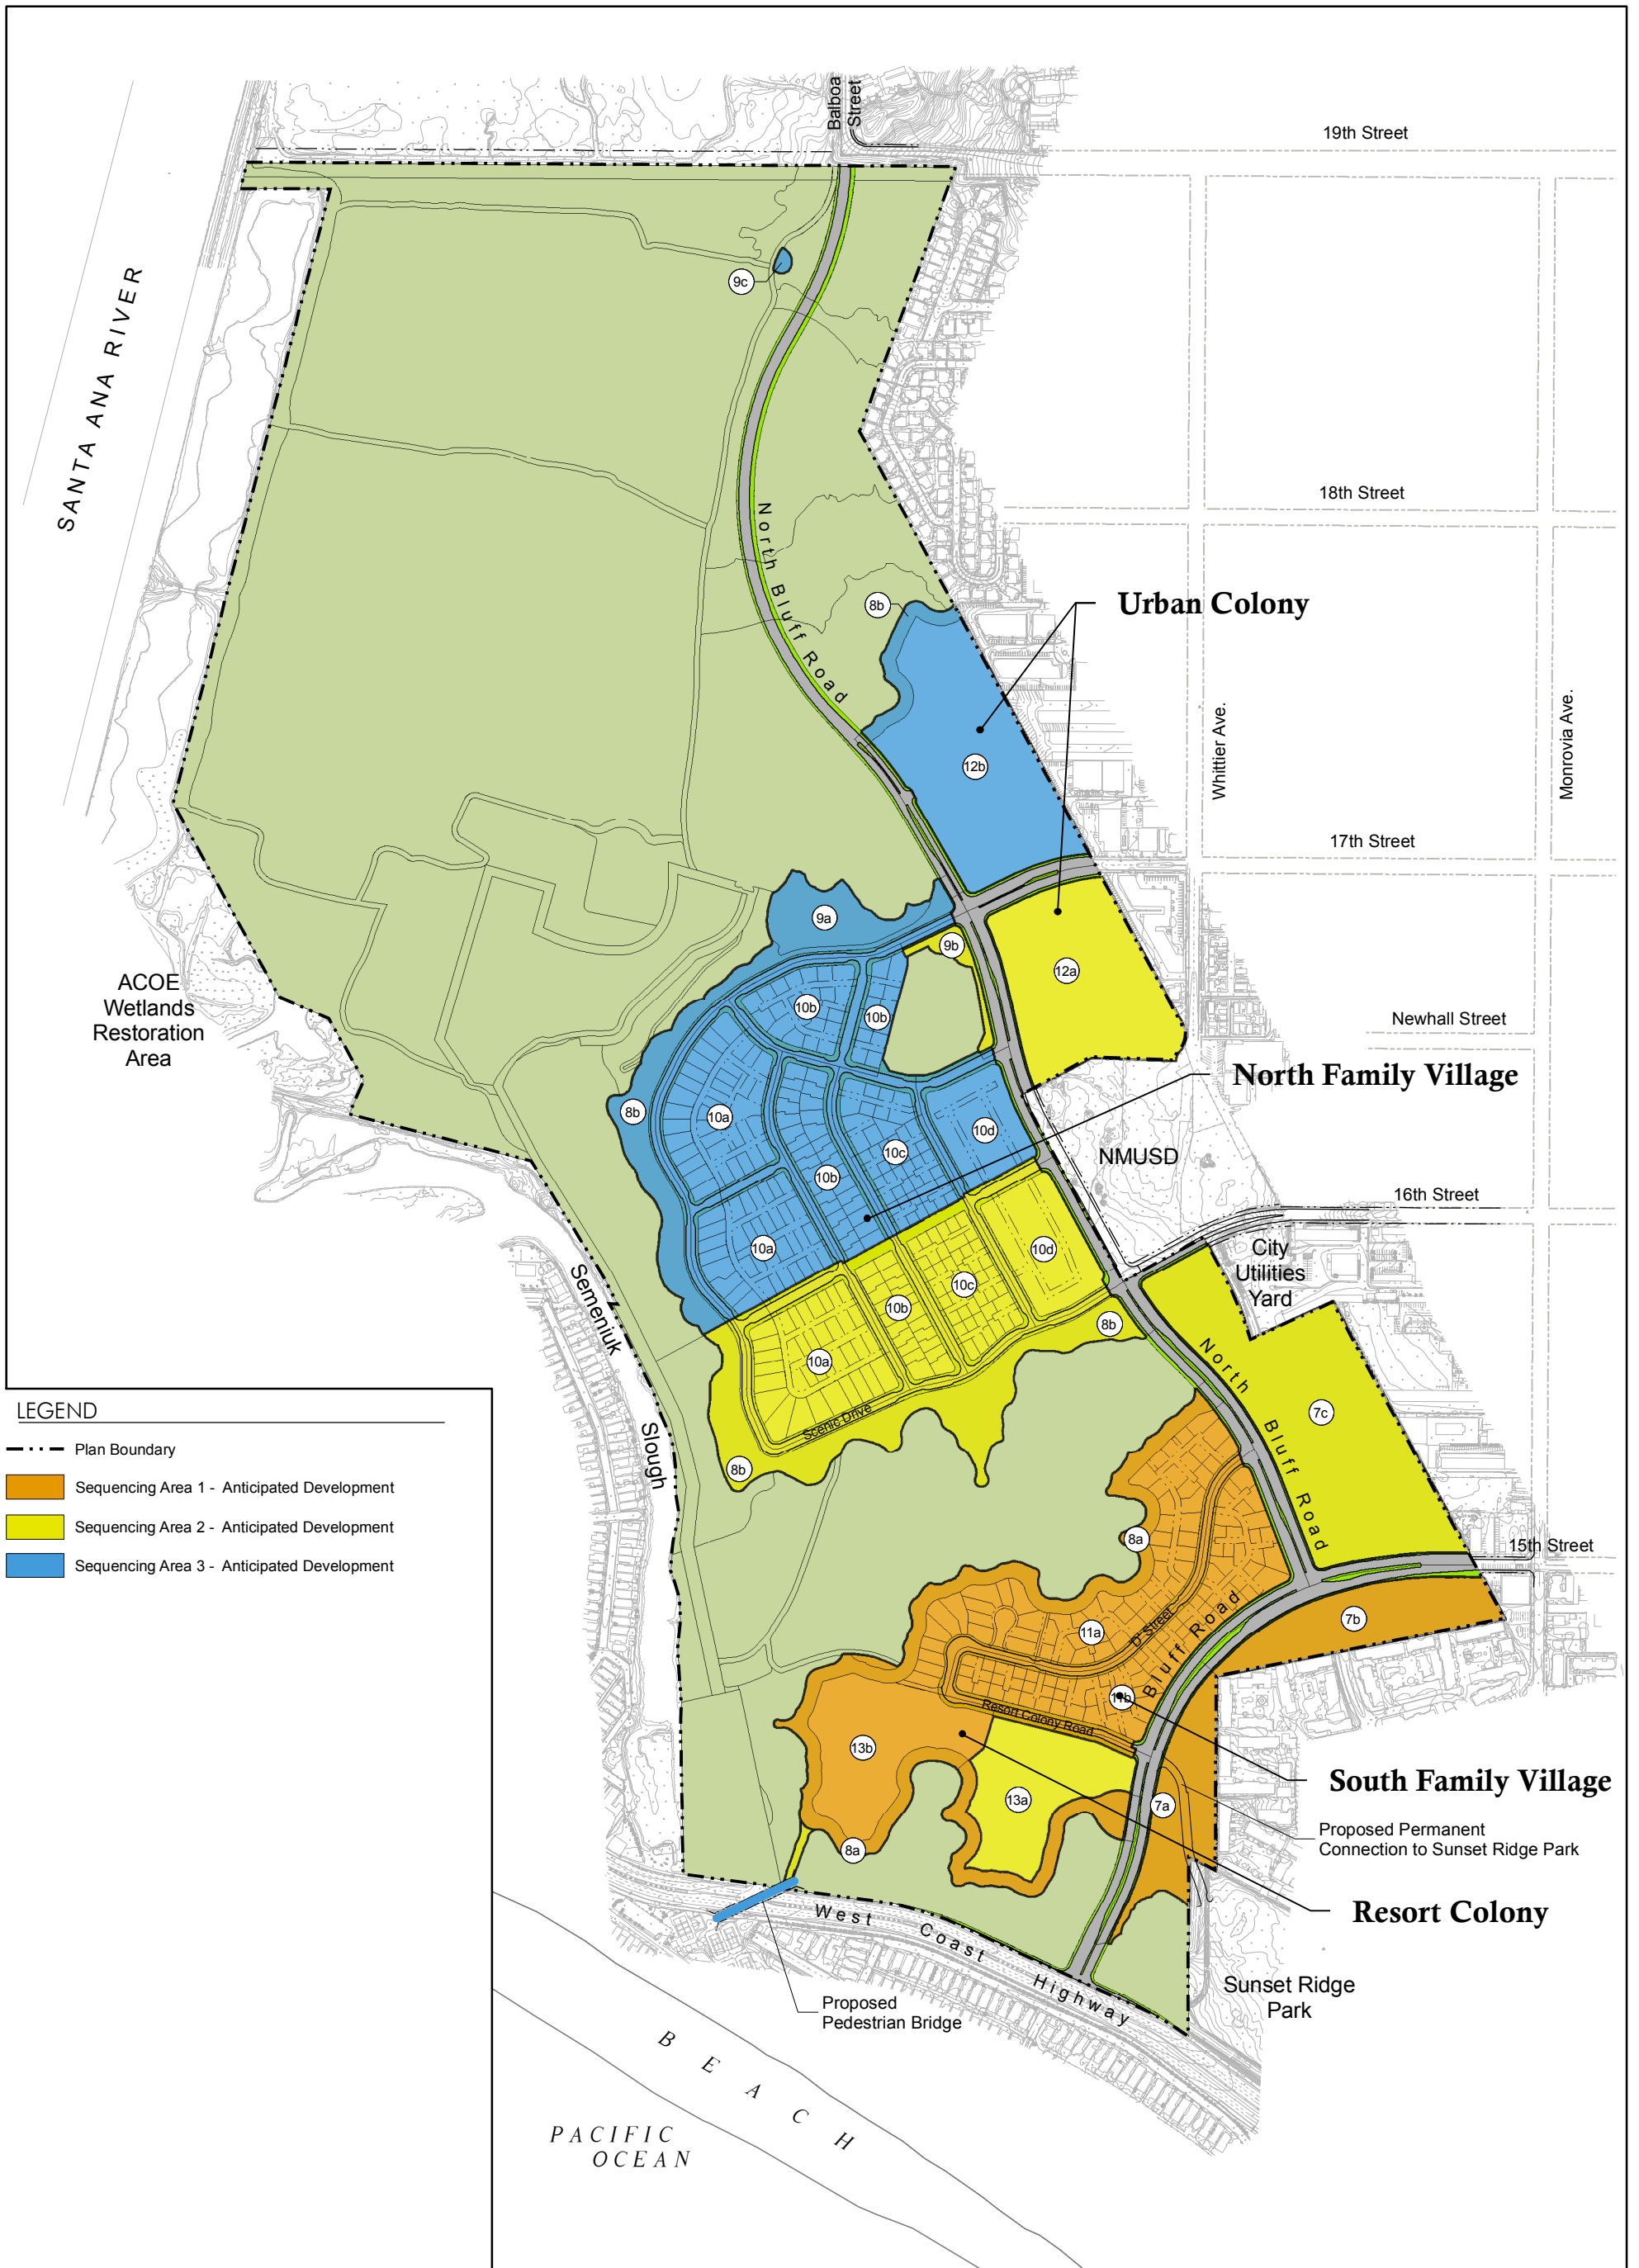 Balboa
Street
19th Street
SANTA ANA RIVER
9c
18th Street
North Bluff Road
8b
Urban Colony
Whittier Ave.
Monrovia Ave.
12b
17th Street
9a
9b
12a
ACOE
Wetlands
Restoration
Area
10b
10b
Newhall Street
North Family Village
8b
10a
10d
10c
NMUSD
10b
16th Street
10a
10d
City
Utilities
Yard
10c
Semeniuk
Slough
10b
8b
10a
North Bluff Road
7c
Scenic Drive
8b
LEGEND
Plan Boundary
Sequencing Area 1 - Anticipated Development
Sequencing Area 2 - Anticipated Development
Sequencing Area 3 - Anticipated Development
8a
15th Street
7b
11a
"D" Street
Bluff Road
11b
Resort Colony Road
13b
South Family Village
13a
7a
Proposed Permanent
Connection to Sunset Ridge Park
8a
Resort Colony
West Coast Highway
Sunset Ridge
Park
Proposed
Pedestrian Bridge
BEACH
PACIFIC
OCEAN